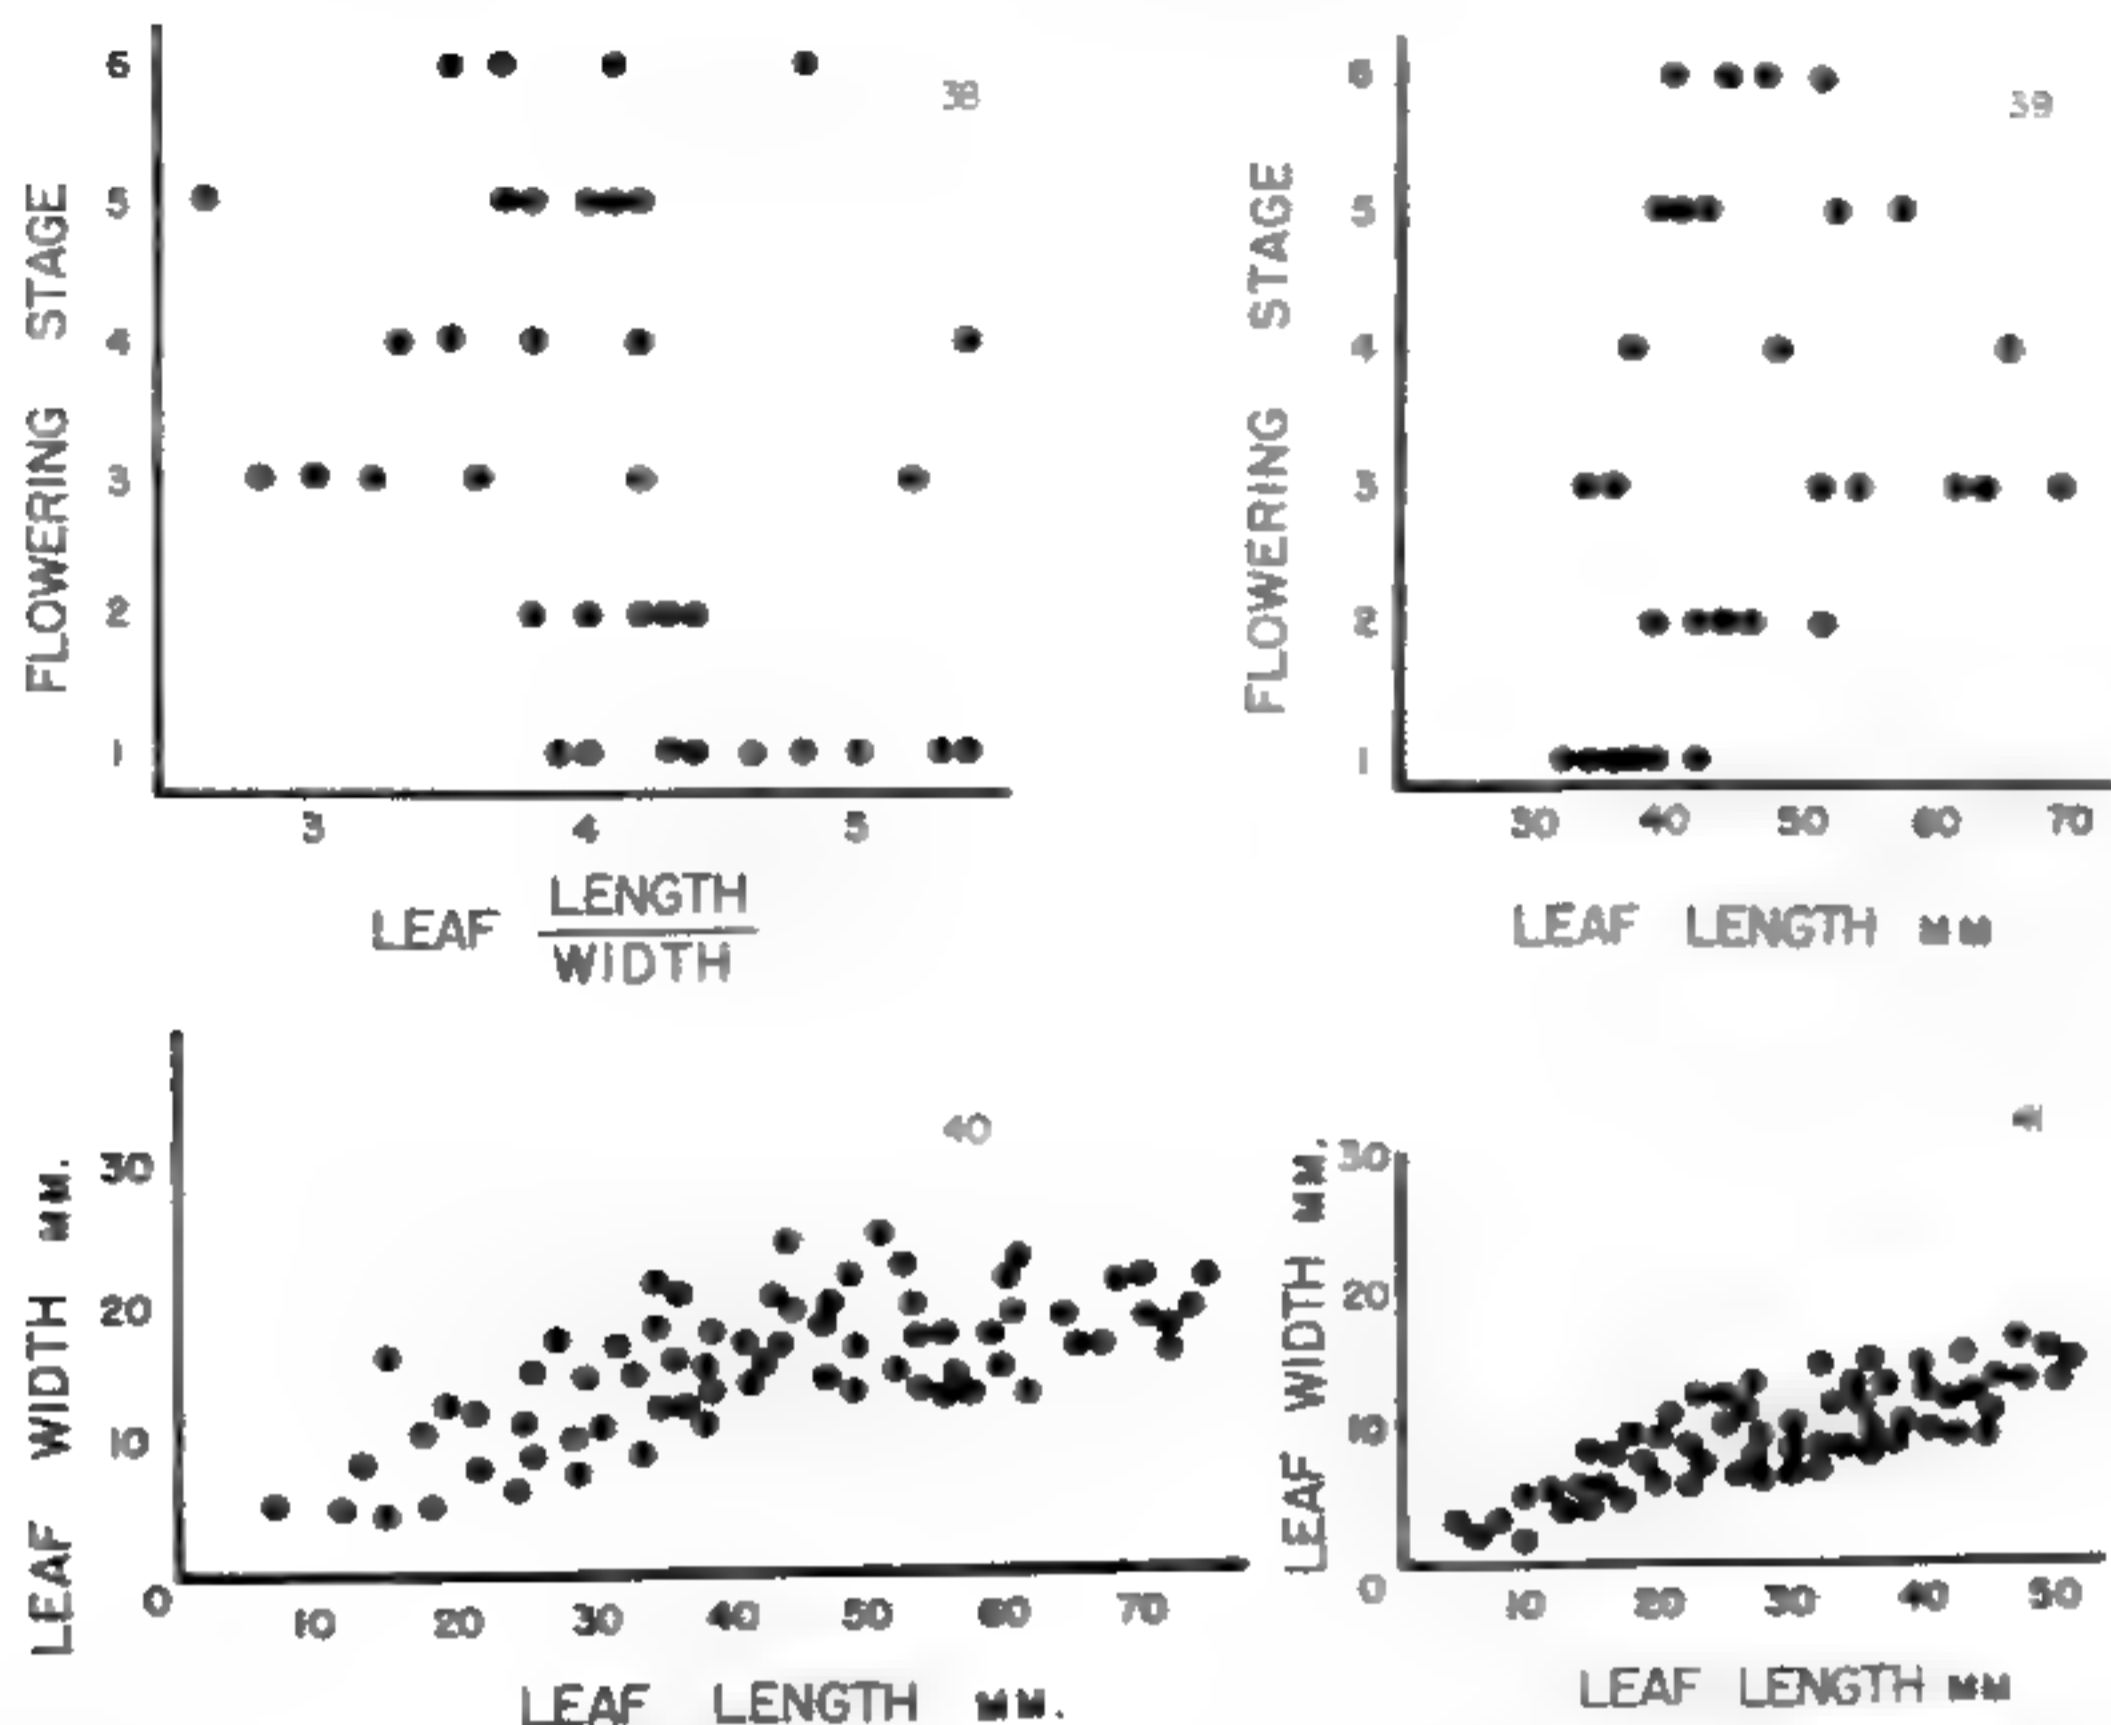 38
FLOWERING STAGE
6
5
4
3
2
1
3 4 5
LEAF LENGTH
WIDTH
39
FLOWERING STAGE
6
5
4
3
2
1
30 40 50 60 70
LEAF LENGTH MM
40
LEAF WIDTH MM.
30
20
10
0 10 20 30 40 50 60 70
LEAF LENGTH MM.
41
LEAF WIDTH MM.
30
20
10
0 10 20 30 40 50
LEAF LENGTH MM